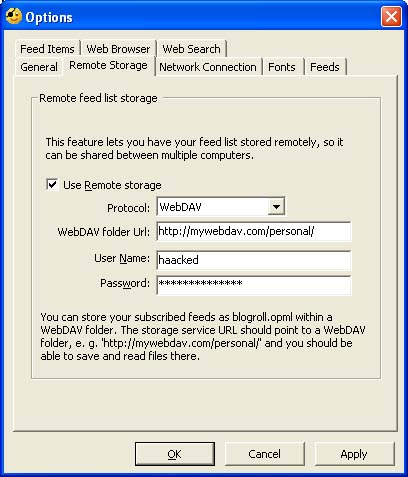 Options
Feed Items Web Browser Web Search
General Remote Storage Network Connection Fonts Feeds
Remote feed list storage
This feature lets you have your feed list stored remotely, so it
can be shared between multiple computers.
Use Remote storage
Protocol: WebDAV
WebDAV folder Url: http://mywebdav.com/personal/
User Name: haacked
Password: **************
You can store your subscribed feeds as blogroll.opml within a
WebDAV folder. The storage service URL should point to a WebDAV
folder, e. g. 'http://mywebdav.com/personal/' and you should be
able to save and read files there.
OK Cancel Apply